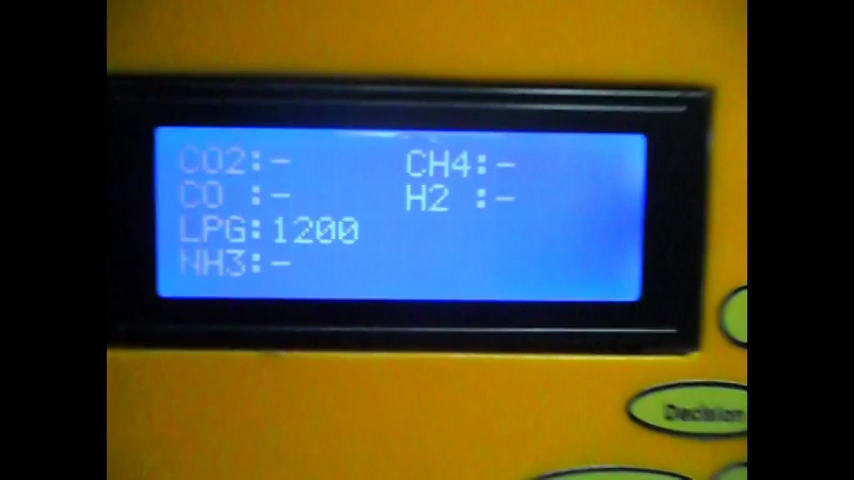 CO2:- CH4:-
CO :- H2 :-
LPG:1200
NH3:-
Decision